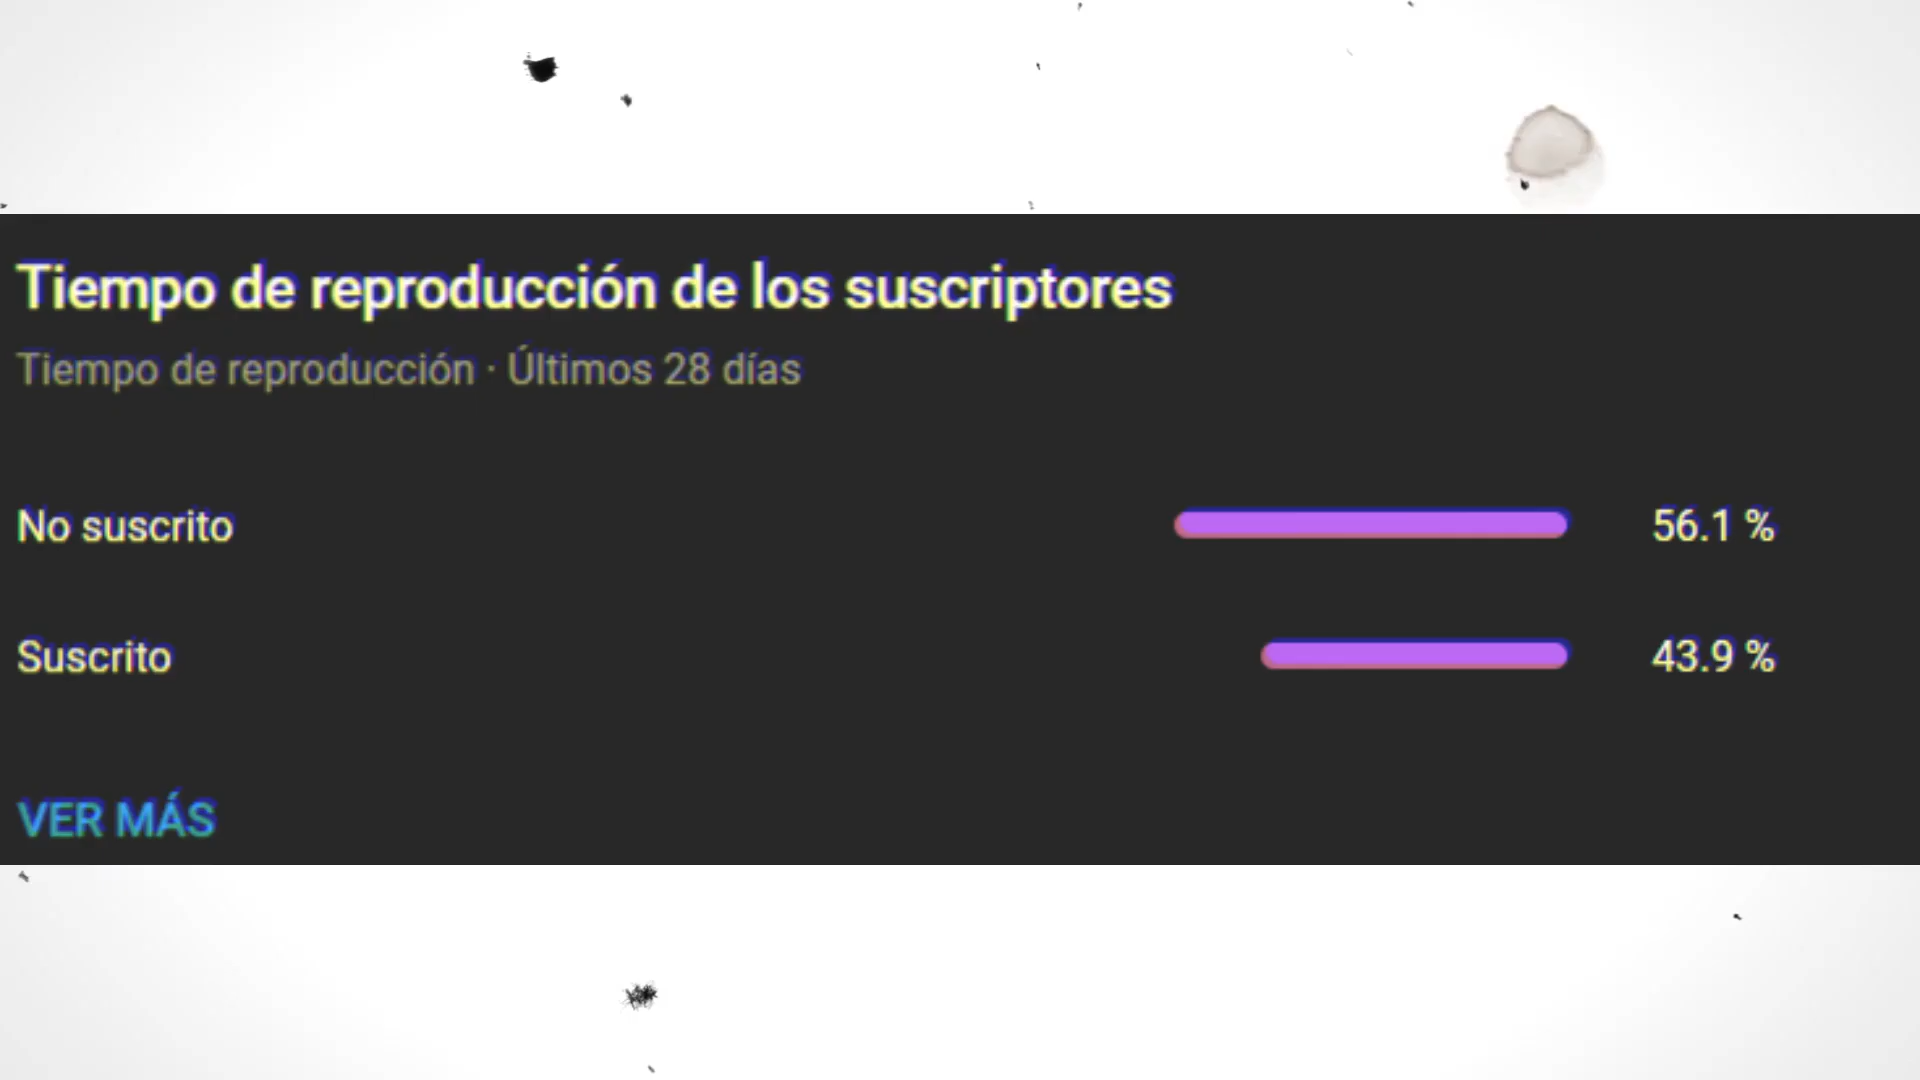 Tiempo de reproducción de los suscriptores
Tiempo de reproducción · Últimos 28 días
No suscrito 56.1 %
Suscrito 43.9 %
VER MÁS